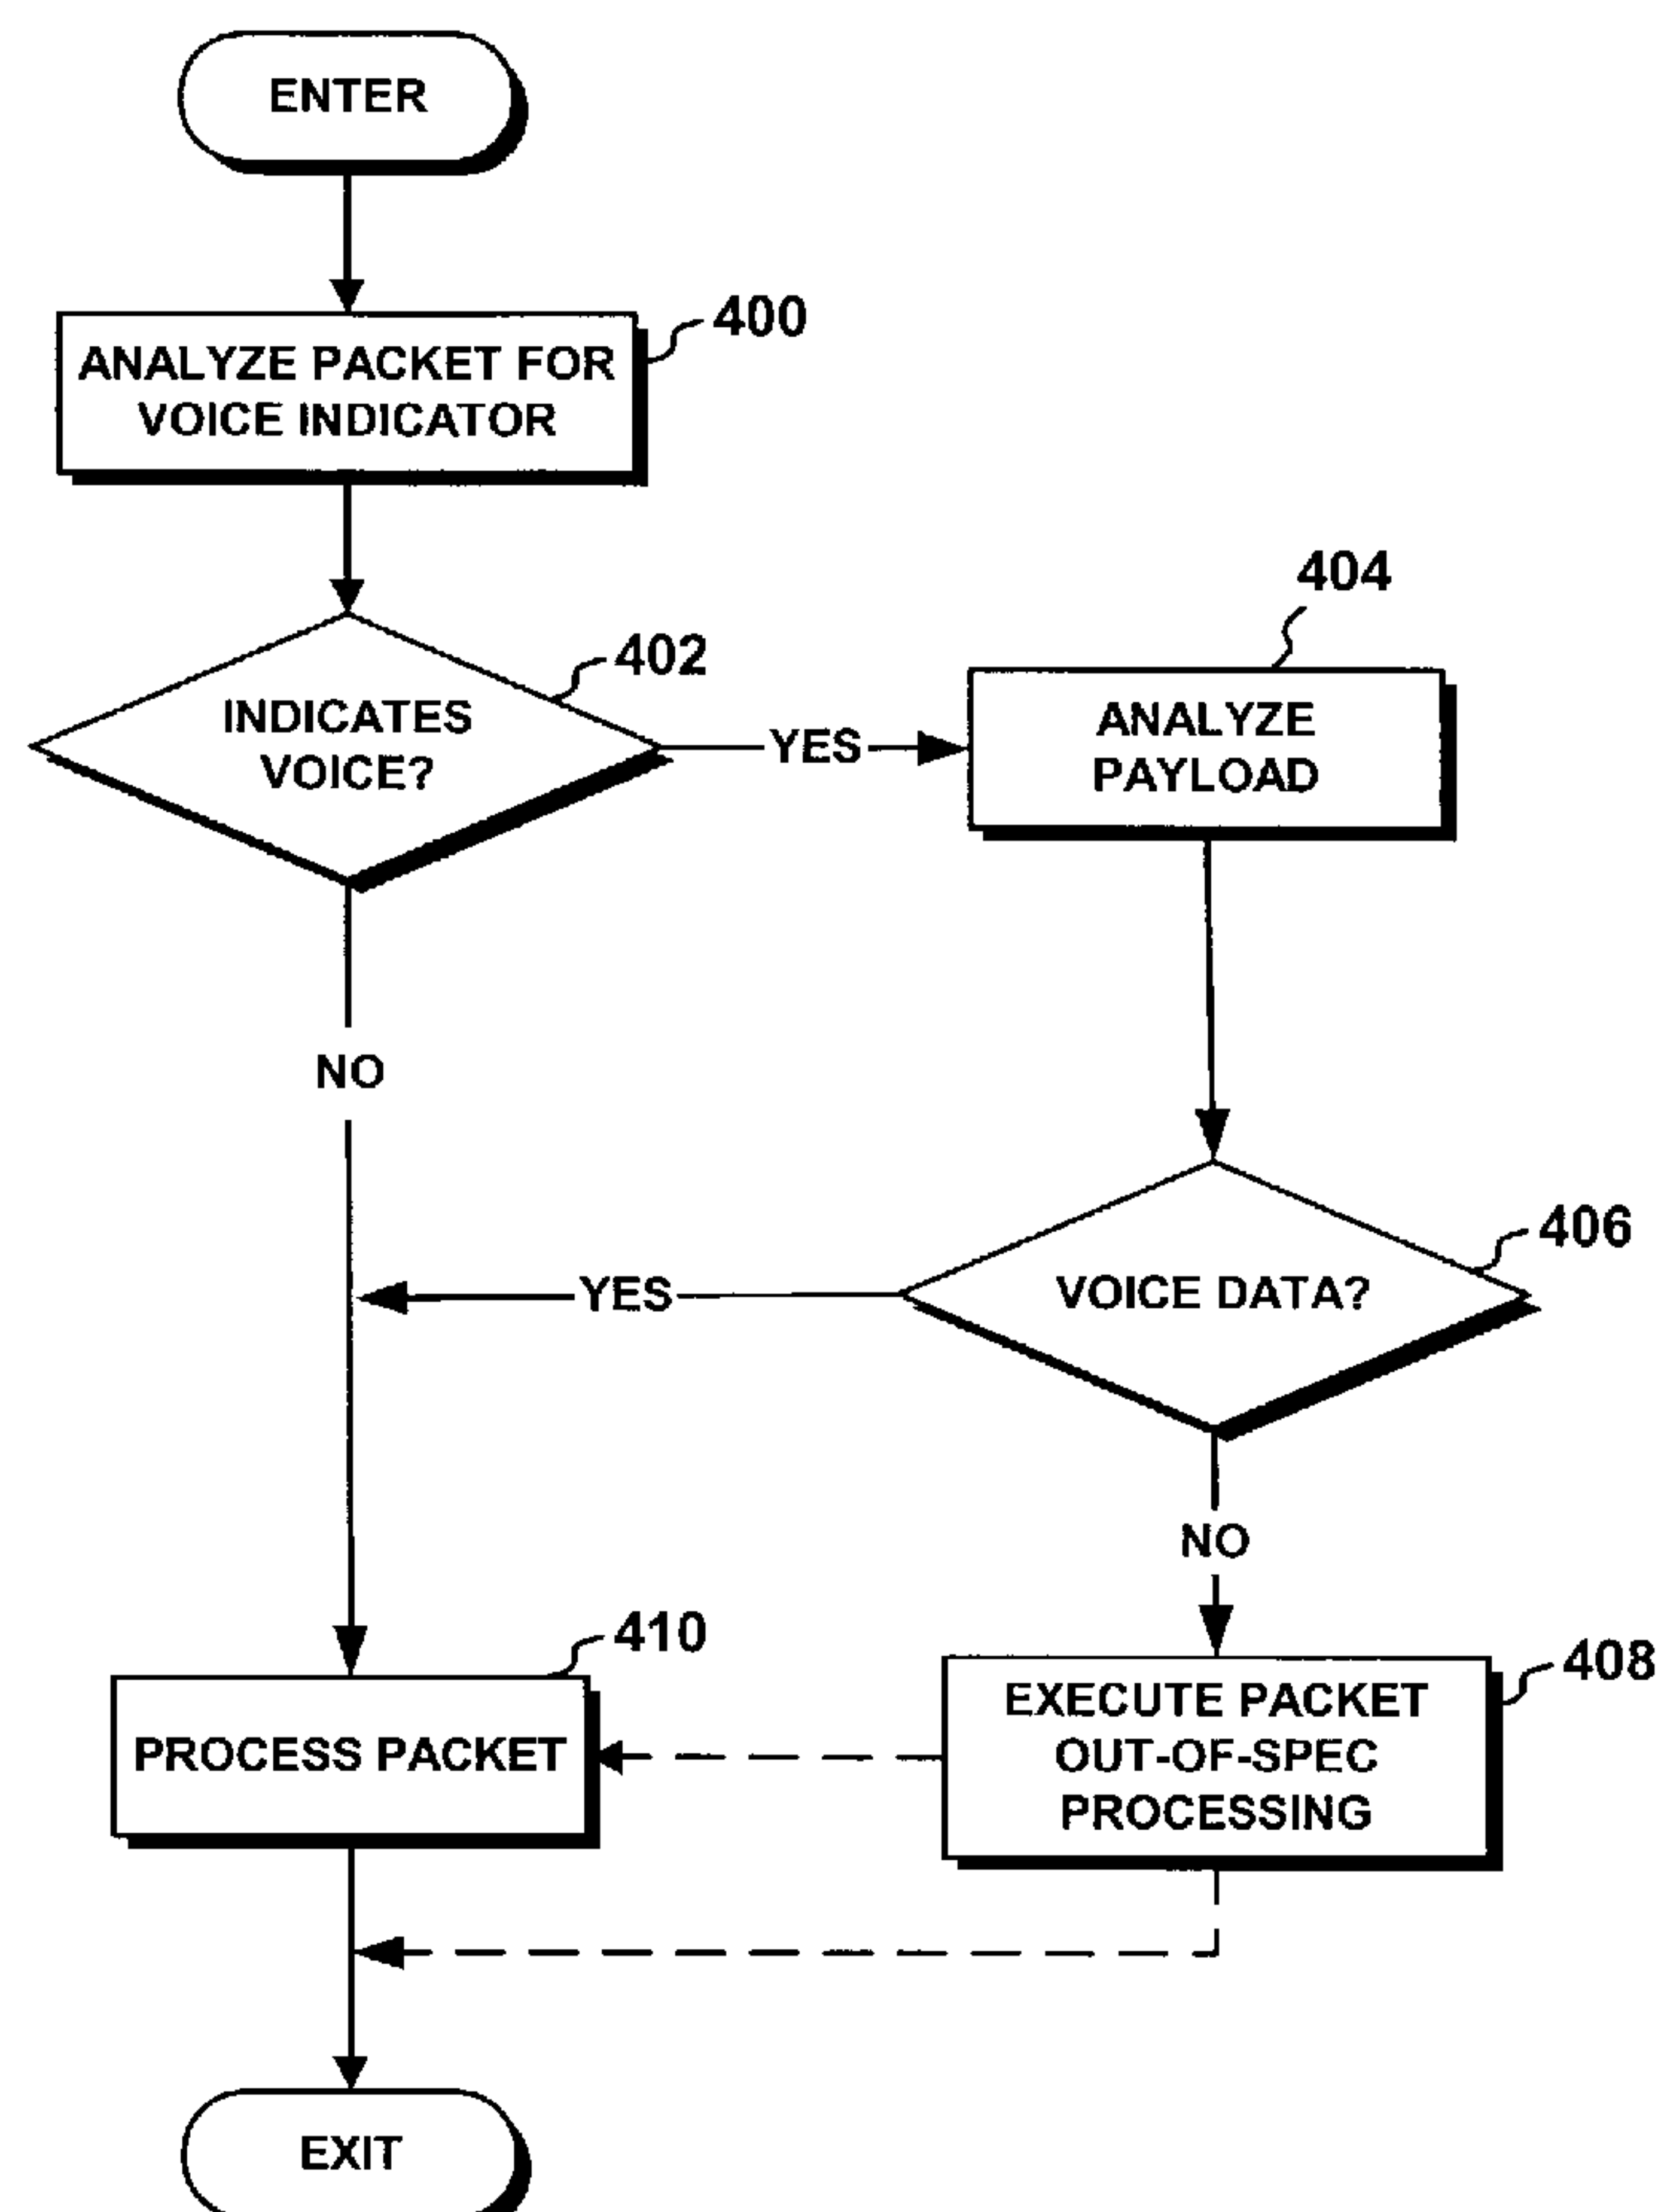 ENTER
400
ANALYZE PACKET FOR
VOICE INDICATOR
402
INDICATES
VOICE?
YES
404
ANALYZE
PAYLOAD
NO
406
VOICE DATA?
YES
NO
410
PROCESS PACKET
408
EXECUTE PACKET
OUT-OF-SPEC
PROCESSING
EXIT